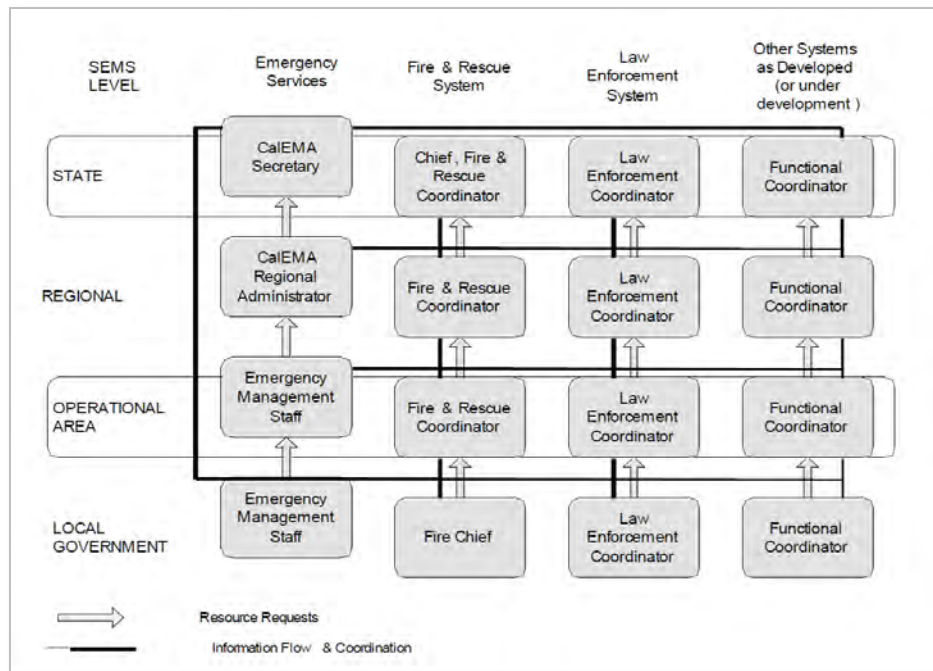 SEMS
LEVEL
Emergency
Services
Fire & Rescue
System
Law
Enforcement
System
Other Systems
as Developed
(or under
development )
STATE
CalEMA
Secretary
Chief , Fire &
Rescue
Coordinator
Law
Enforcement
Coordinator
Functional
Coordinator
REGIONAL
CalEMA
Regional
Administrator
Fire & Rescue
Coordinator
Law
Enforcement
Coordinator
Functional
Coordinator
OPERATIONAL
AREA
Emergency
Management
Staff
Fire & Rescue
Coordinator
Law
Enforcement
Coordinator
Functional
Coordinator
LOCAL
GOVERNMENT
Emergency
Management
Staff
Fire Chief
Law
Enforcement
Coordinator
Functional
Coordinator
Resource Requests
Information Flow & Coordination